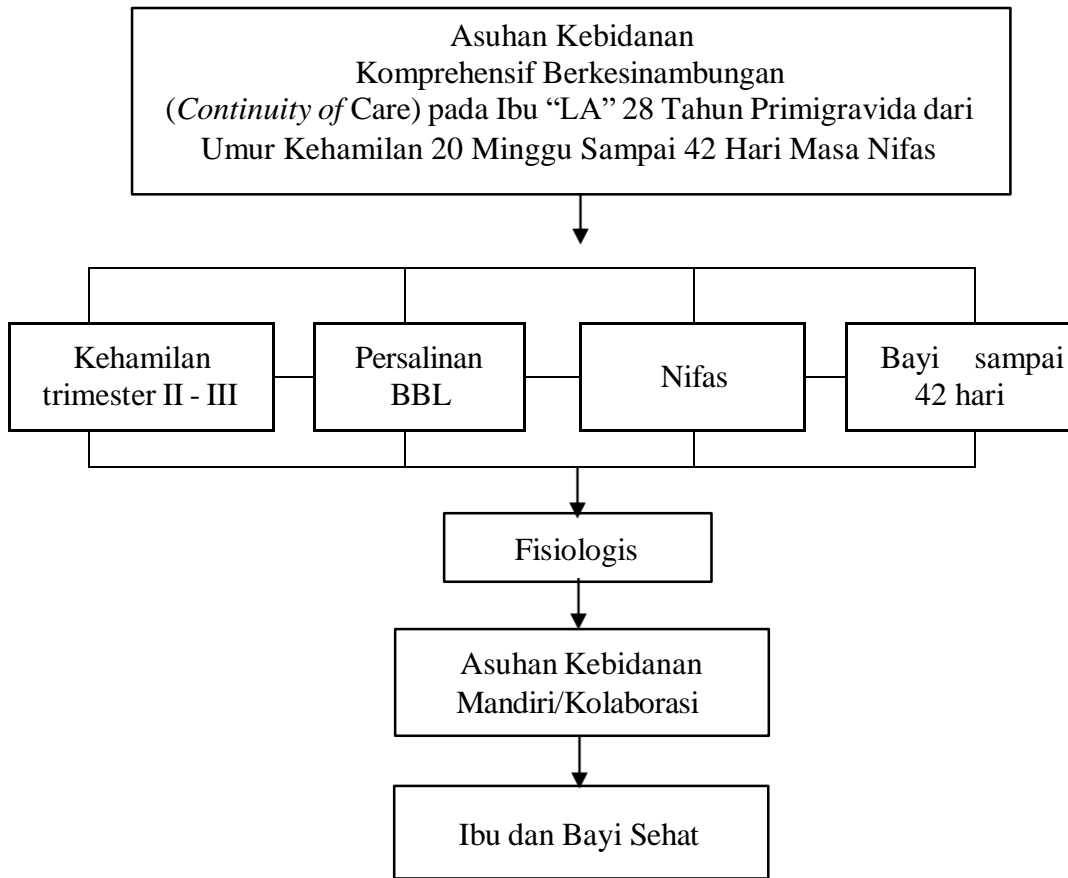 Asuhan Kebidanan
Komprehensif Berkesinambungan
(Continuity of Care) pada Ibu “LA” 28 Tahun Primigravida dari
Umur Kehamilan 20 Minggu Sampai 42 Hari Masa Nifas
Kehamilan
trimester II - III
Persalinan
BBL
Nifas
Bayi sampai
42 hari
Fisiologis
Asuhan Kebidanan
Mandiri/Kolaborasi
Ibu dan Bayi Sehat